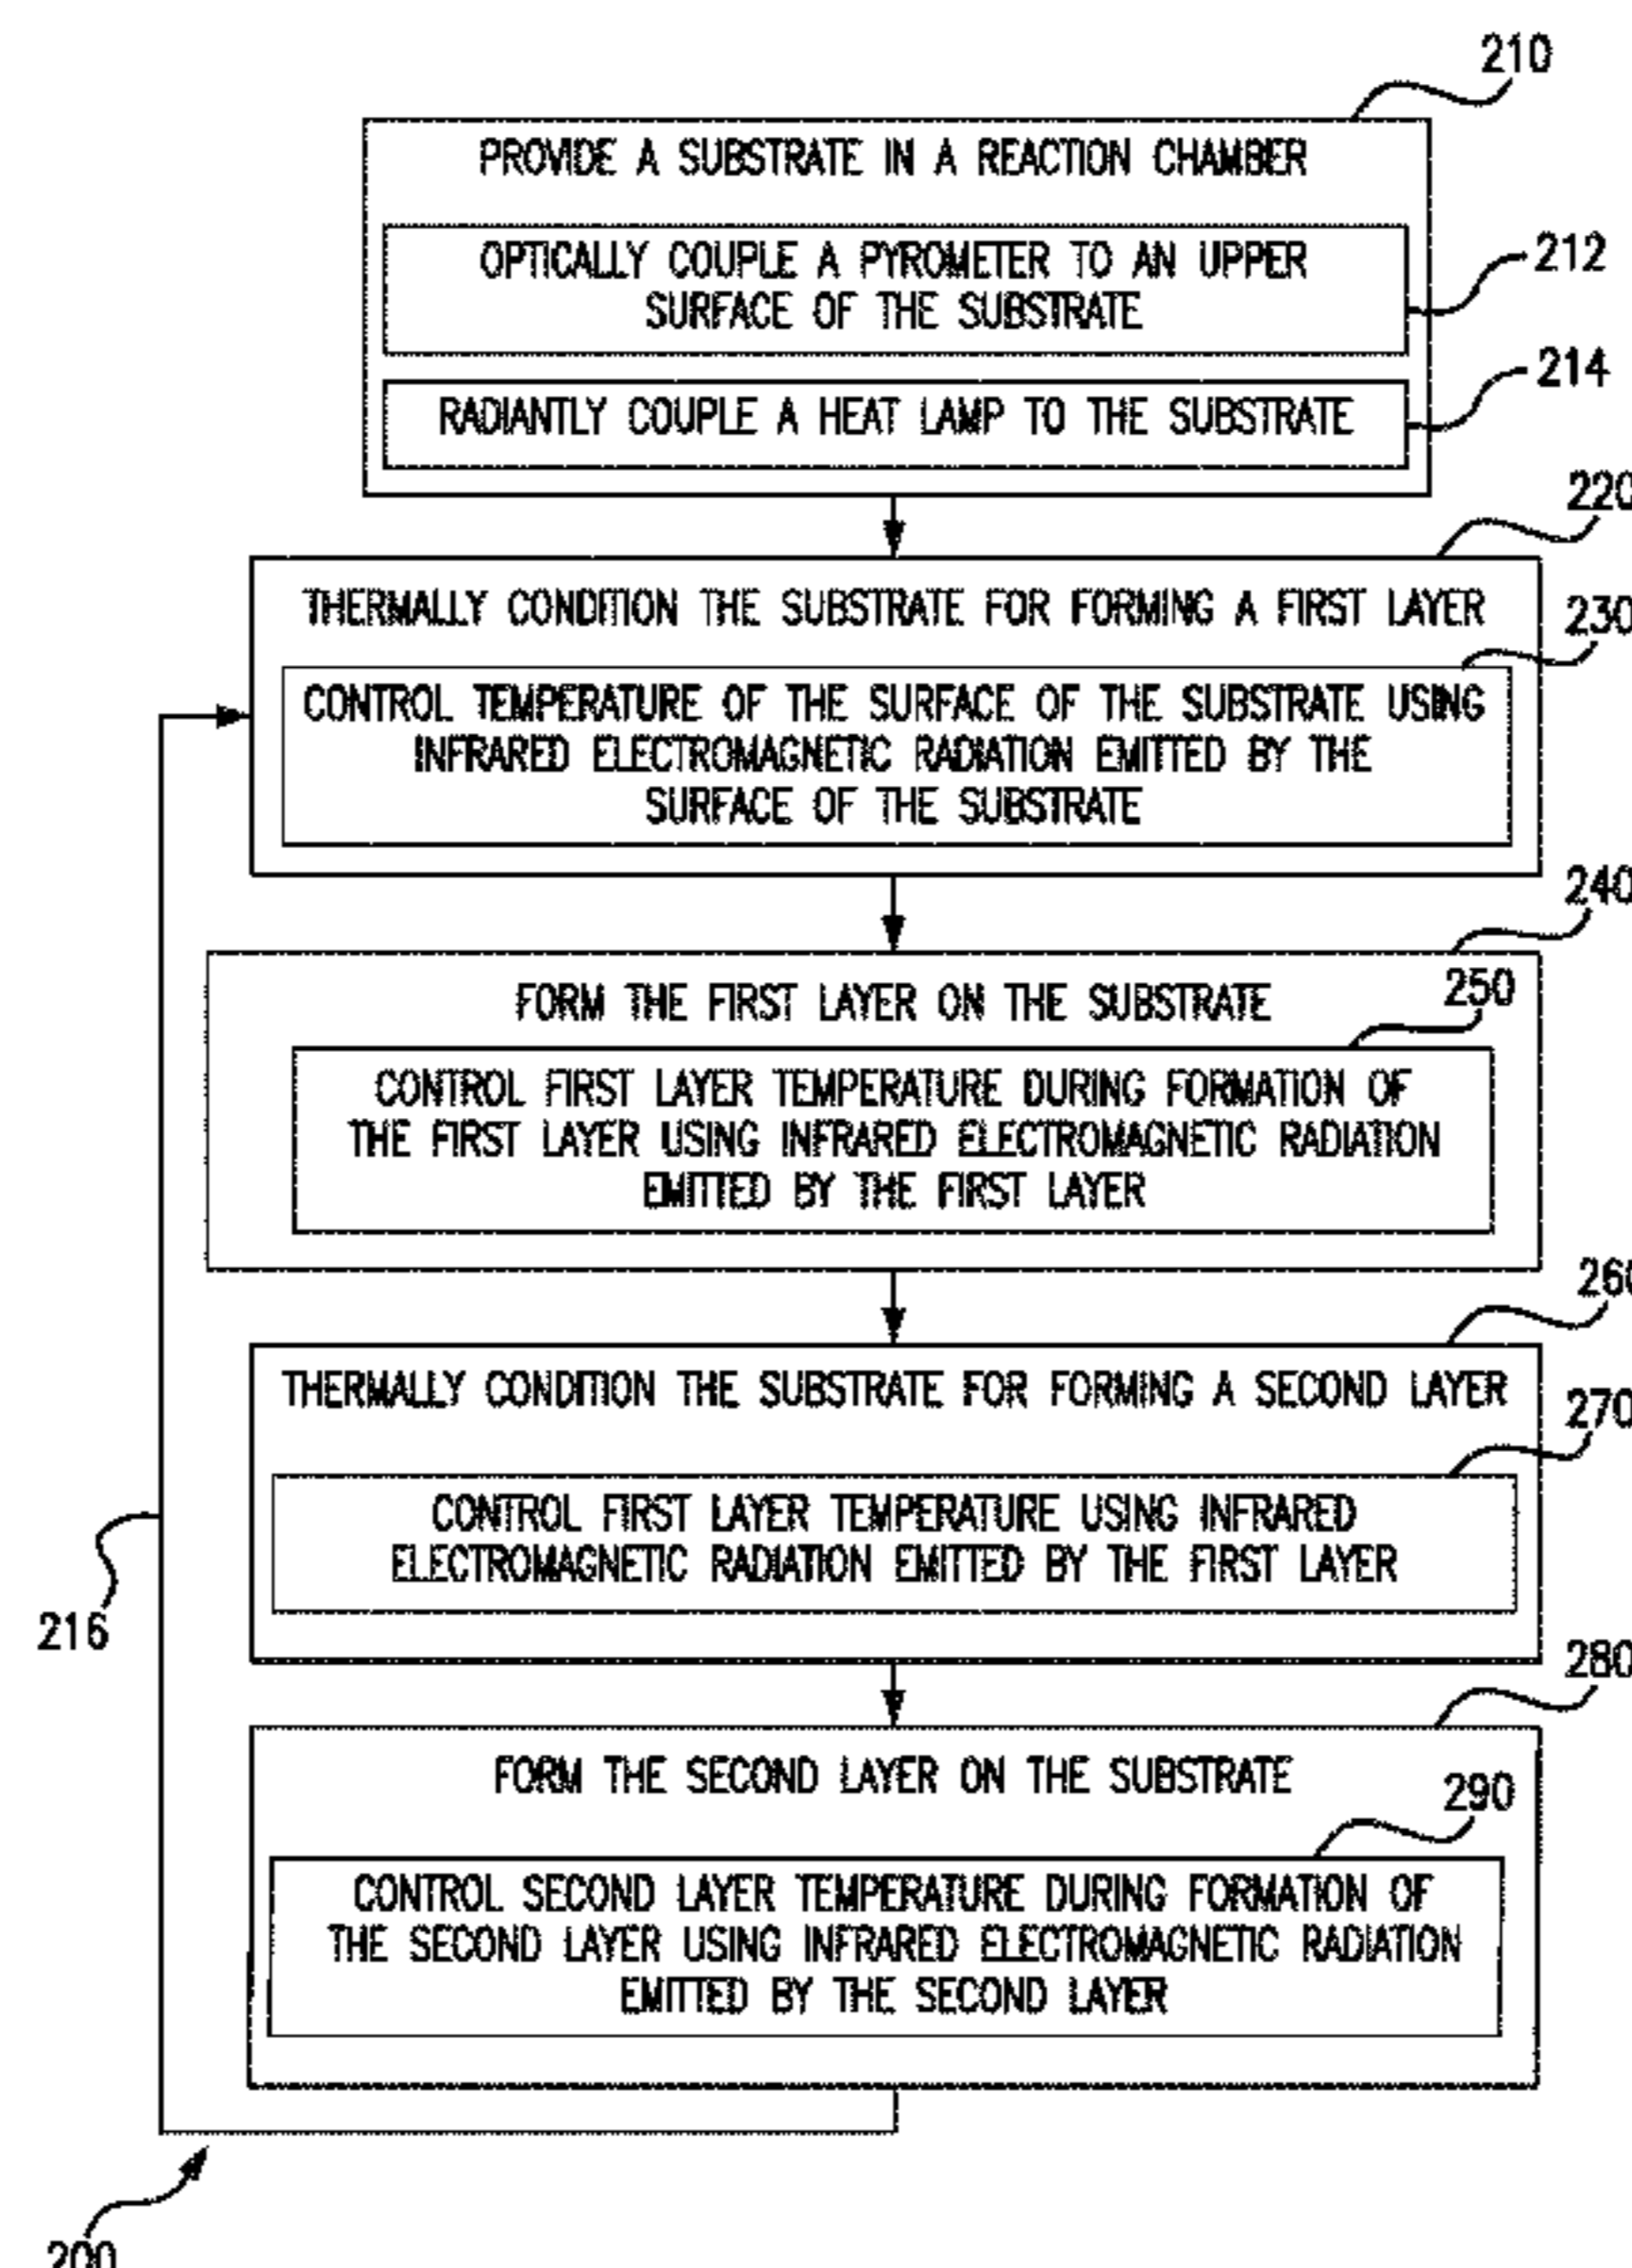 210
PROVIDE A SUBSTRATE IN A REACTION CHAMBER
OPTICALLY COUPLE A PYROMETER TO AN UPPER
SURFACE OF THE SUBSTRATE
212
RADIANTLY COUPLE A HEAT LAMP TO THE SUBSTRATE
214
220
THERMALLY CONDITION THE SUBSTRATE FOR FORMING A FIRST LAYER
230
CONTROL TEMPERATURE OF THE SURFACE OF THE SUBSTRATE USING
INFRARED ELECTROMAGNETIC RADIATION EMITTED BY THE
SURFACE OF THE SUBSTRATE
240
FORM THE FIRST LAYER ON THE SUBSTRATE
250
CONTROL FIRST LAYER TEMPERATURE DURING FORMATION OF
THE FIRST LAYER USING INFRARED ELECTROMAGNETIC RADIATION
EMITTED BY THE FIRST LAYER
260
THERMALLY CONDITION THE SUBSTRATE FOR FORMING A SECOND LAYER
270
CONTROL FIRST LAYER TEMPERATURE USING INFRARED
ELECTROMAGNETIC RADIATION EMITTED BY THE FIRST LAYER
216
280
FORM THE SECOND LAYER ON THE SUBSTRATE
290
CONTROL SECOND LAYER TEMPERATURE DURING FORMATION OF
THE SECOND LAYER USING INFRARED ELECTROMAGNETIC RADIATION
EMITTED BY THE SECOND LAYER
200